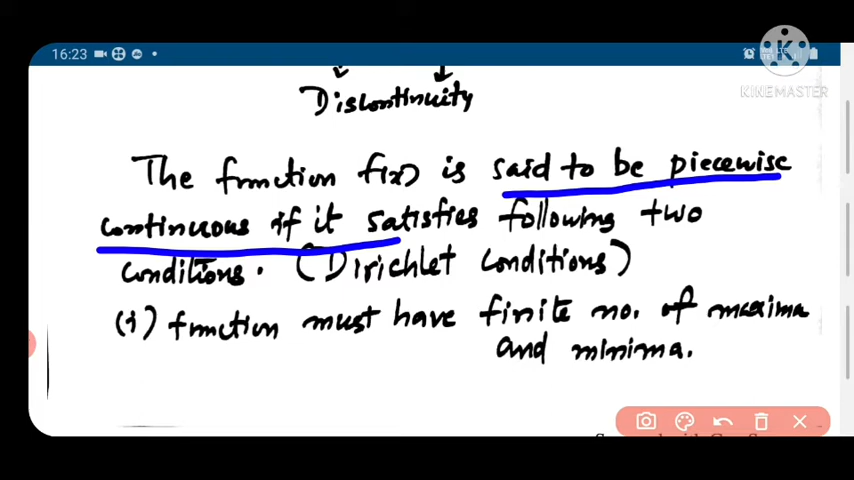 16:23
KINEMASTER
Discontinuity
The function f(x) is said to be piecewise
continuous if it satisfies following two
conditions. (Dirichlet conditions)
(i) function must have finite no. of maxima
and minima.